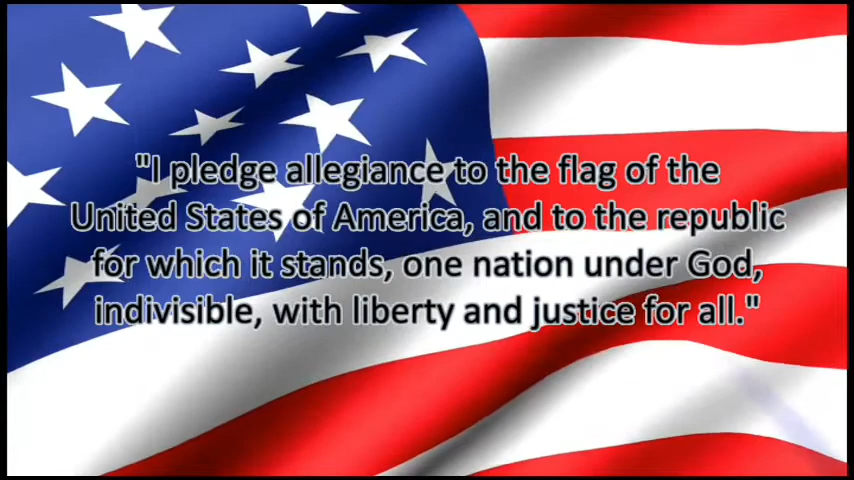 "I pledge allegiance to the flag of the
United States of America, and to the republic
for which it stands, one nation under God,
indivisible, with liberty and justice for all."